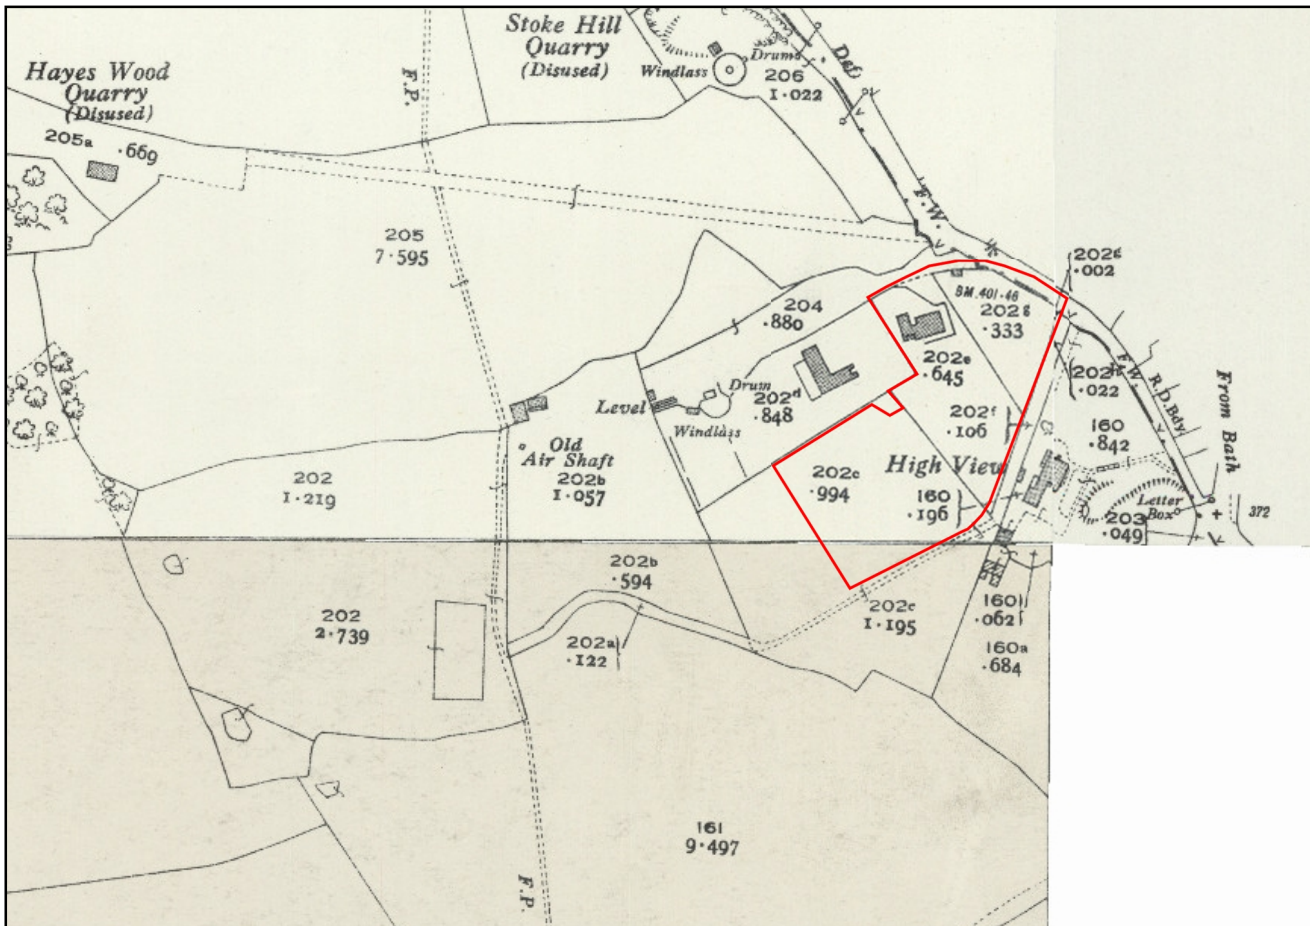 Stoke Hill
Quarry
(Disused)
Hayes Wood
Quarry
(Disused)
F.P.
Windlass
Drum
206
1·022
Def.
205a
·669
F.W.
205
7·595
202g
·002
B.M. 401·46
202g
·333
204
·880
202e
·645
·022
F.W.
R.D.Bdy.
From Bath
Drum
202d
·848
Level
Windlass
202f
·106
160
·842
Old
Air Shaft
202b
1·057
High View
202
1·219
202c
·994
160
·196
Letter
Box
203
·049
372
202b
·594
202
2·739
202a
·122
202c
1·195
160
·062
160a
·684
161
9·497
F.P.